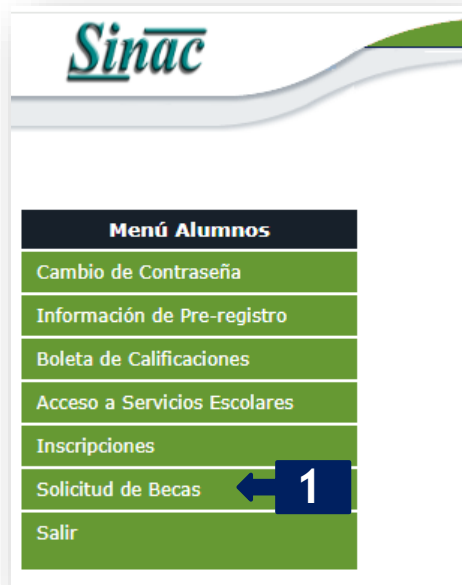 Sinac
Menú Alumnos
Cambio de Contraseña
Información de Pre-registro
Boleta de Calificaciones
Acceso a Servicios Escolares
Inscripciones
Solicitud de Becas
1
Salir